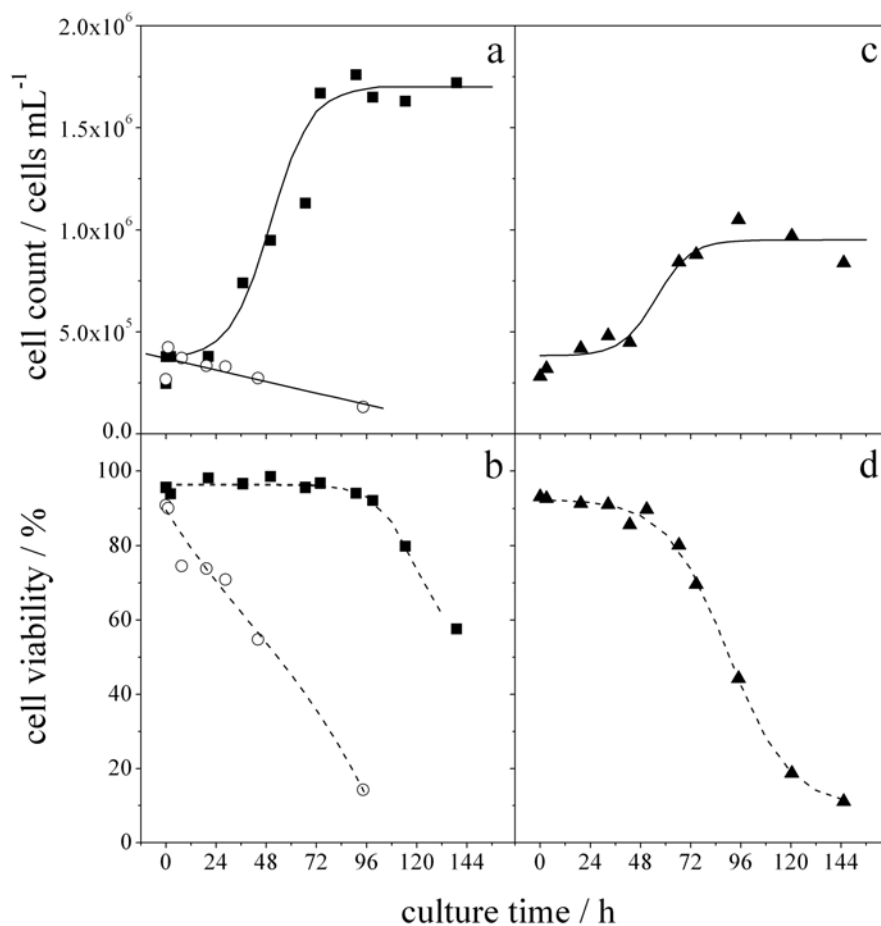 a
c
2.0x10⁶
1.5x10⁶
1.0x10⁶
5.0x10⁵
0.0
cell count / cells mL⁻¹
b
d
100
80
60
40
20
0
cell viability / %
0 24 48 72 96 120 144
0 24 48 72 96 120 144
culture time / h